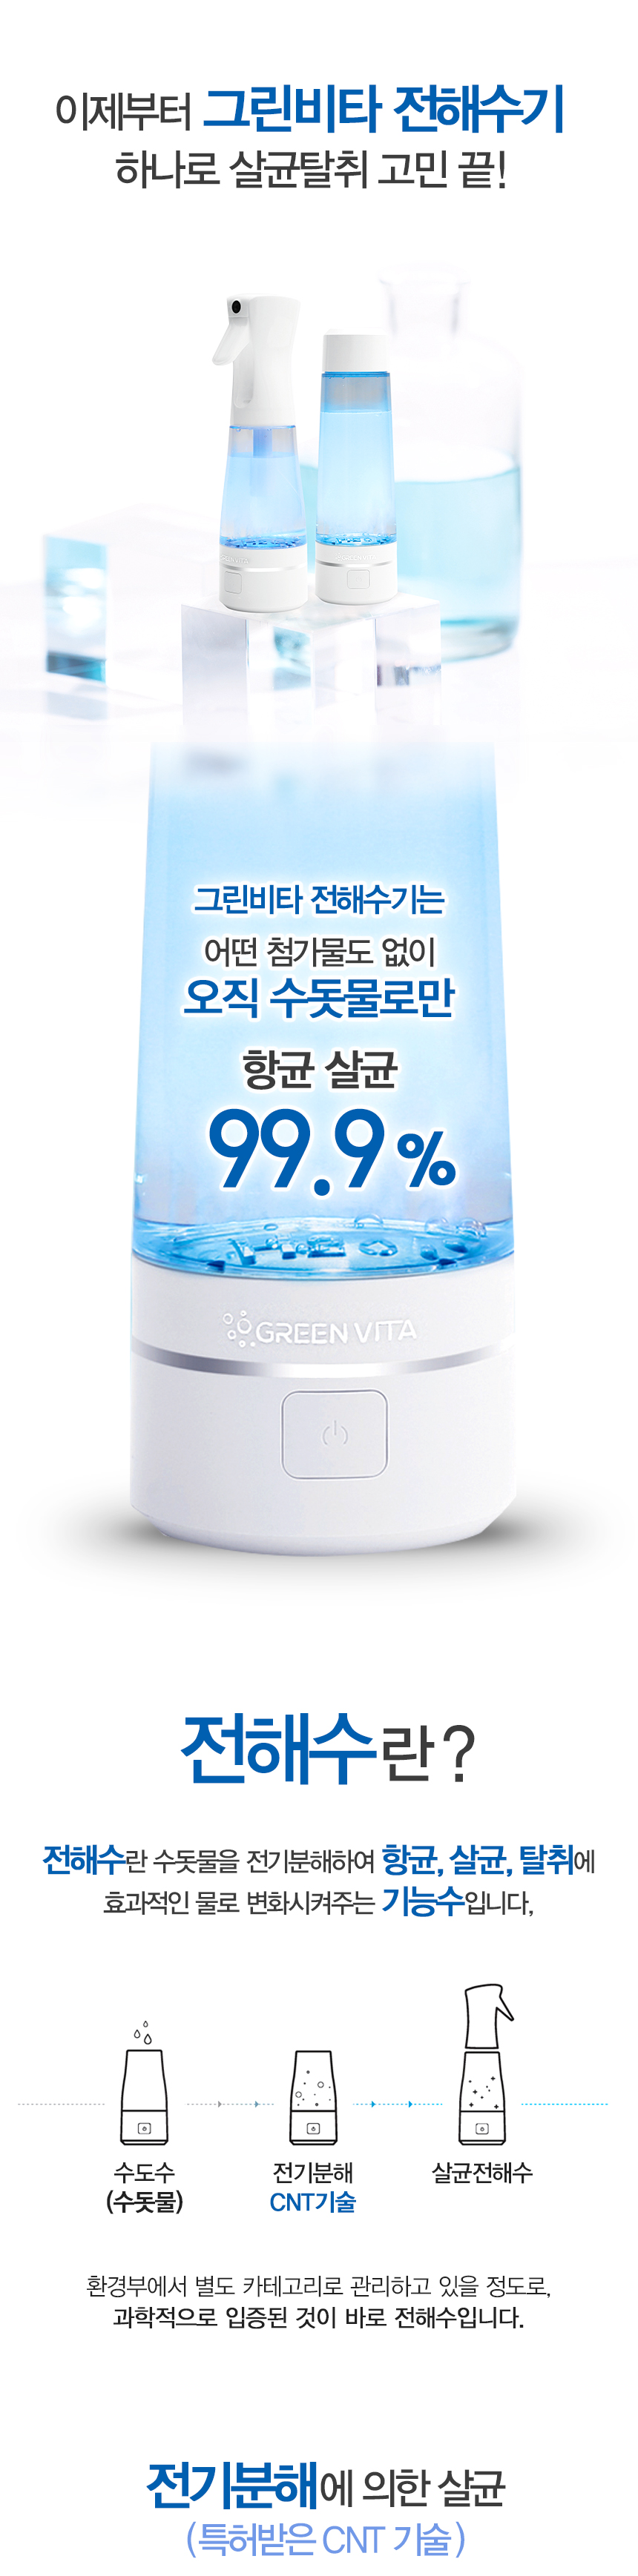 이제부터 그린비타 전해수기
하나로 살균탈취 고민 끝!
GREEN VITA
그린비타 전해수기는
어떤 첨가물도 없이
오직 수돗물로만
항균 살균
99.9%
GREEN VITA
전해수란?
전해수란 수돗물을 전기분해하여 항균, 살균, 탈취에
효과적인 물로 변화시켜주는 기능수입니다,
수도수
(수돗물)
전기분해
CNT기술
살균전해수
환경부에서 별도 카테고리로 관리하고 있을 정도로,
과학적으로 입증된 것이 바로 전해수입니다.
전기분해에 의한 살균
(특허받은 CNT 기술)